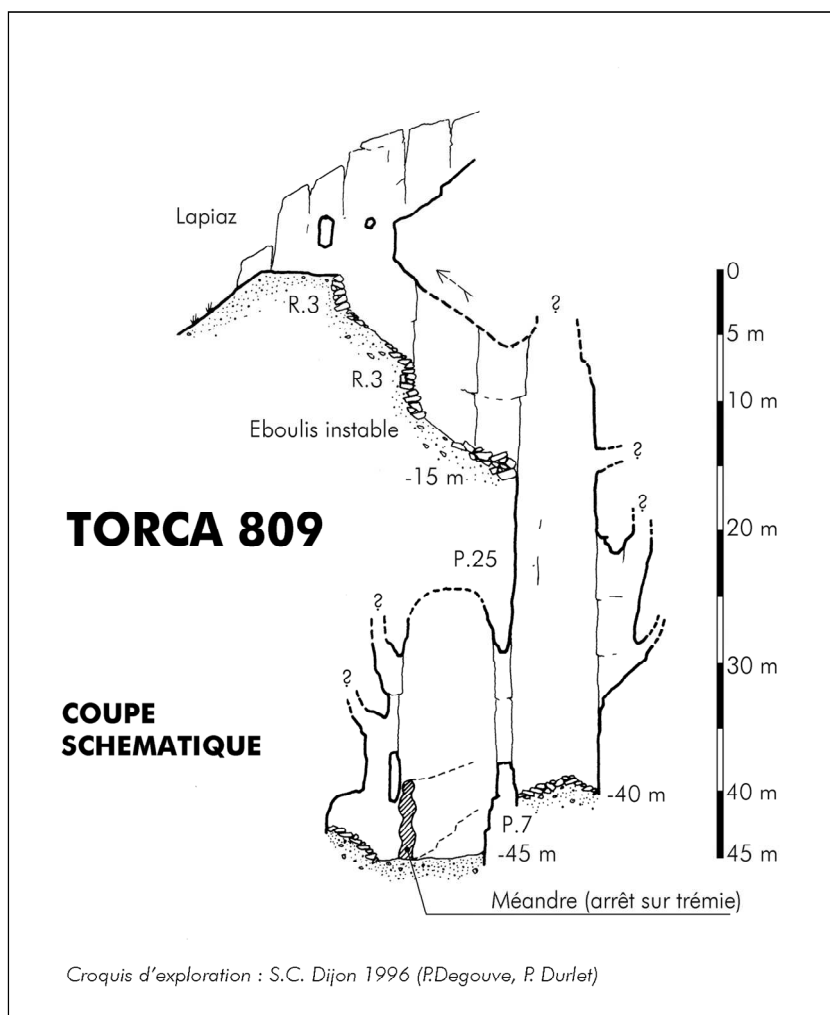 Lapiaz
R.3
R.3
Eboulis instable
-15 m
TORCA 809
P.25
COUPE
SCHEMATIQUE
?
?
?
?
?
?
0
5 m
10 m
20 m
30 m
40 m
45 m
-40 m
P.7
-45 m
Méandre (arrêt sur trémie)
Croquis d'exploration : S.C. Dijon 1996 (P.Degouve, P. Durlet)